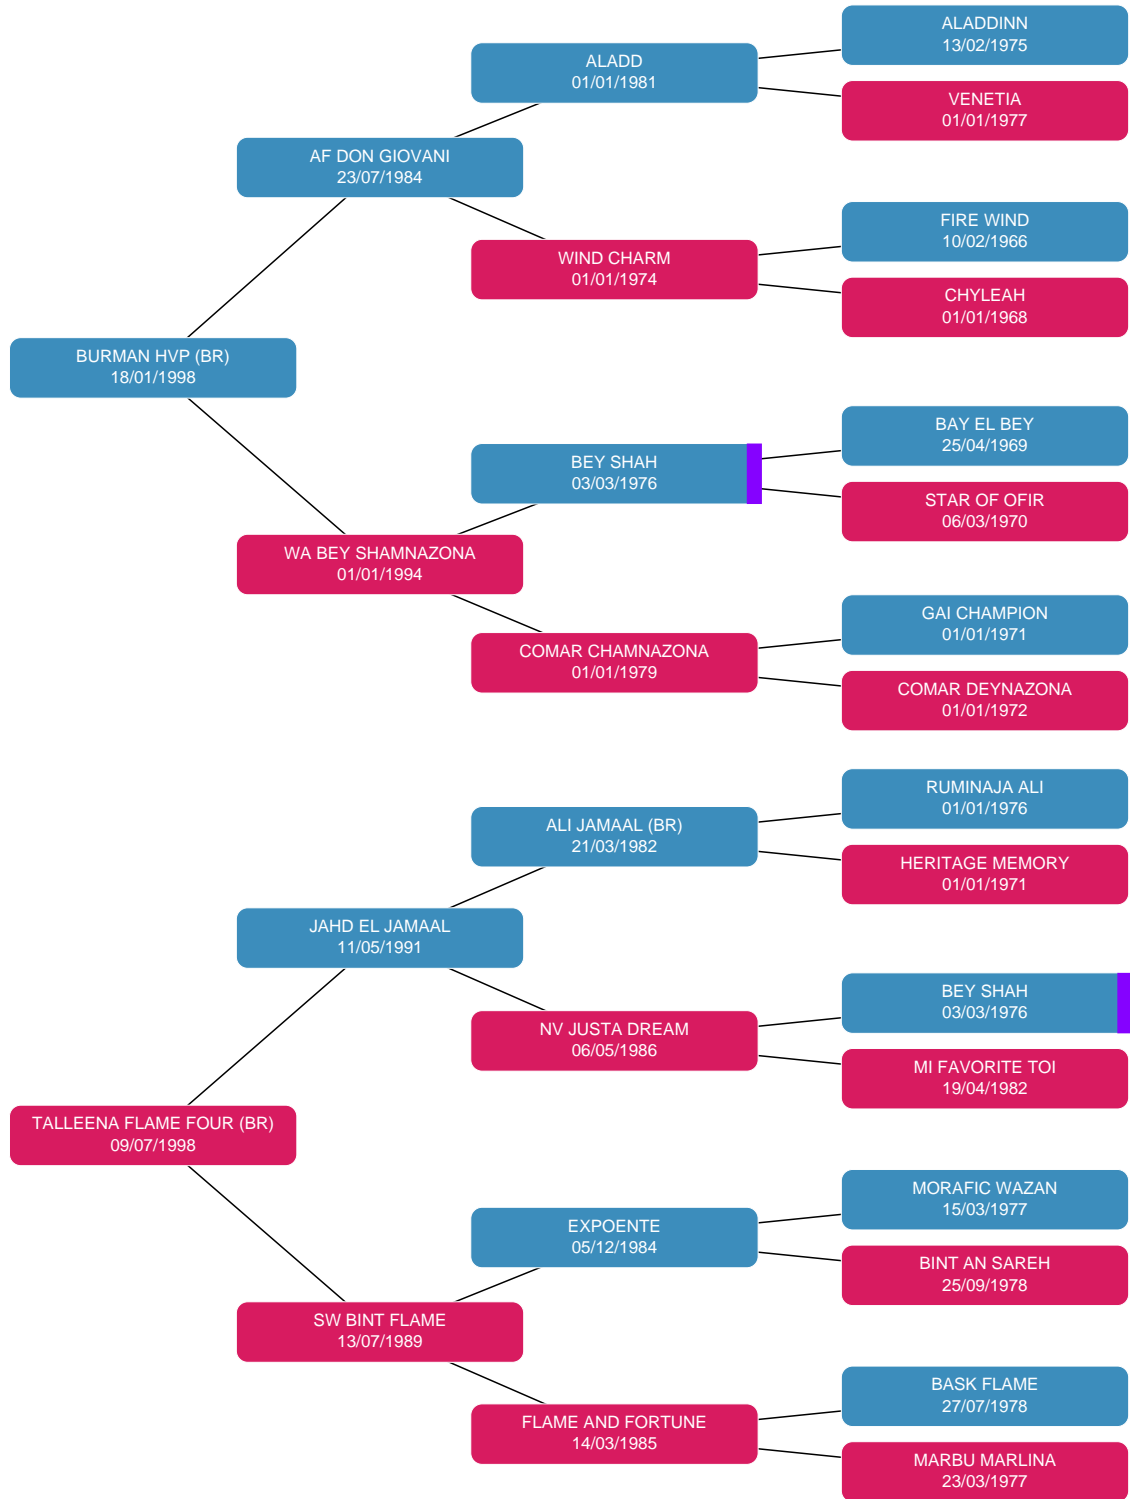 ALADDINN
13/02/1975
ALADD
01/01/1981
VENETIA
01/01/1977
AF DON GIOVANI
23/07/1984
FIRE WIND
10/02/1966
WIND CHARM
01/01/1974
CHYLEAH
01/01/1968
BURMAN HVP (BR)
18/01/1998
BAY EL BEY
25/04/1969
BEY SHAH
03/03/1976
STAR OF OFIR
06/03/1970
WA BEY SHAMNAZONA
01/01/1994
GAI CHAMPION
01/01/1971
COMAR CHAMNAZONA
01/01/1979
COMAR DEYNAZONA
01/01/1972
RUMINAJA ALI
01/01/1976
ALI JAMAAL (BR)
21/03/1982
HERITAGE MEMORY
01/01/1971
JAHD EL JAMAAL
11/05/1991
BEY SHAH
03/03/1976
NV JUSTA DREAM
06/05/1986
MI FAVORITE TOI
19/04/1982
TALLEENA FLAME FOUR (BR)
09/07/1998
MORAFIC WAZAN
15/03/1977
EXPOENTE
05/12/1984
BINT AN SAREH
25/09/1978
SW BINT FLAME
13/07/1989
BASK FLAME
27/07/1978
FLAME AND FORTUNE
14/03/1985
MARBU MARLINA
23/03/1977